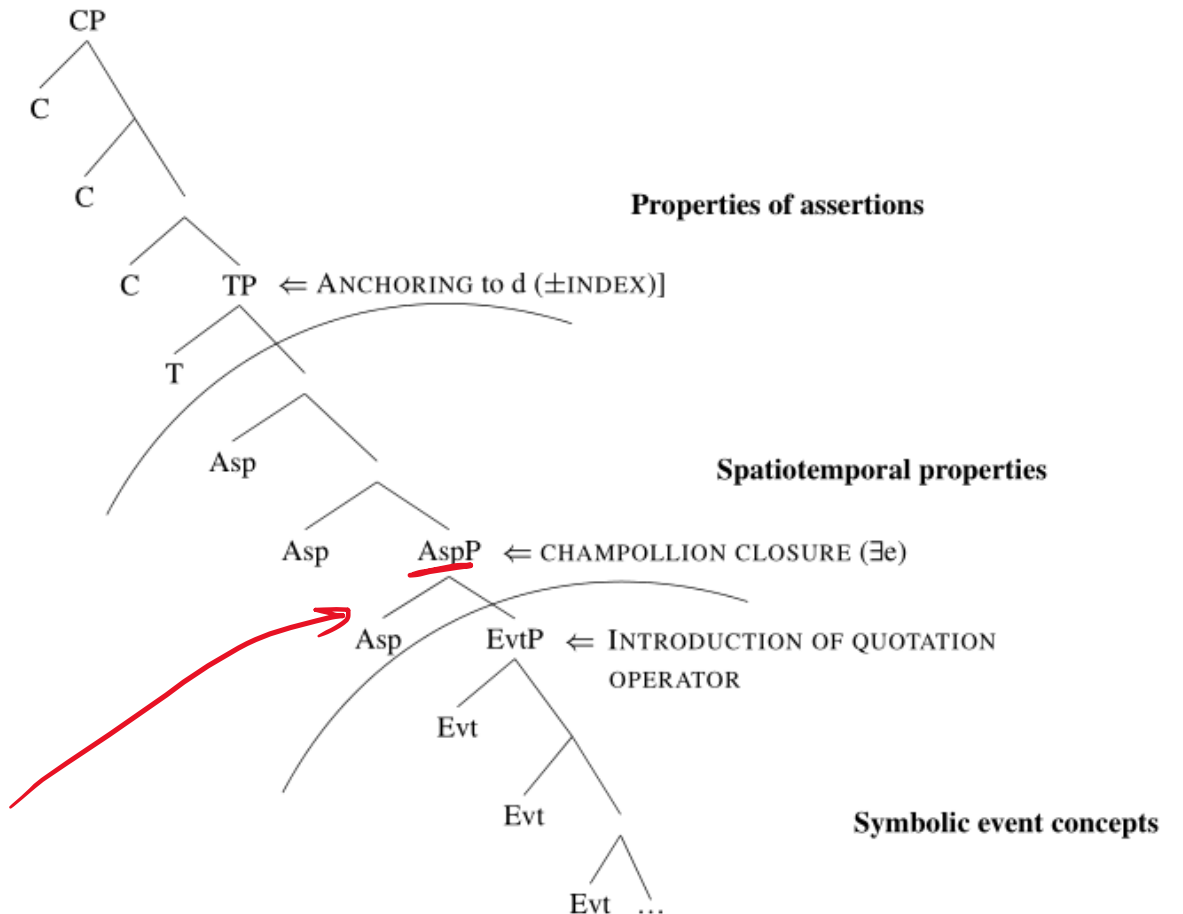 CP
C
C
Properties of assertions
C TP ⇐ ANCHORING to d (±INDEX)]
T
Asp
Spatiotemporal properties
Asp AspP ⇐ CHAMPOLLION CLOSURE (∃e)
Asp EvtP ⇐ INTRODUCTION OF QUOTATION
OPERATOR
Evt
Evt
Symbolic event concepts
Evt ...